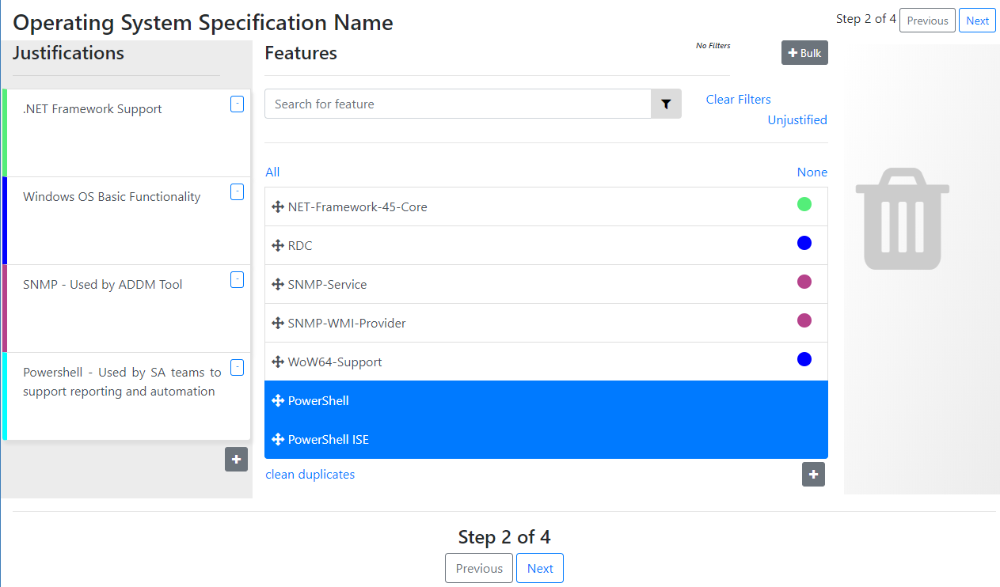 Operating System Specification Name
Step 2 of 4 Previous Next
Justifications
.NET Framework Support -
Windows OS Basic Functionality -
SNMP - Used by ADDM Tool -
Powershell - Used by SA teams to -
support reporting and automation
+
Features
No Filters
+ Bulk
Search for feature
Clear Filters
Unjustified
All None
NET-Framework-45-Core
RDC
SNMP-Service
SNMP-WMI-Provider
WoW64-Support
PowerShell
PowerShell ISE
clean duplicates +
Step 2 of 4
Previous Next